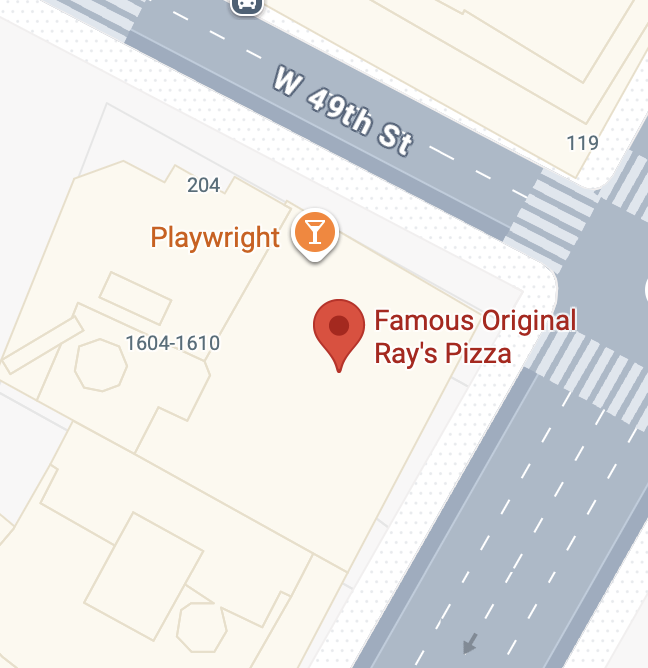 W 49th St
119
204
Playwright
Famous Original
Ray's Pizza
1604-1610